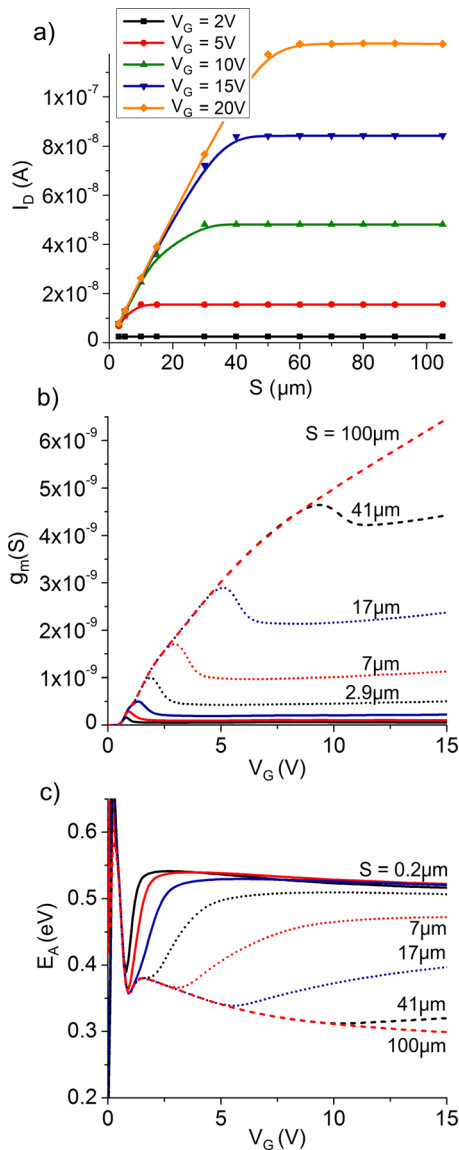 a)
V_G = 2V
V_G = 5V
V_G = 10V
V_G = 15V
V_G = 20V
1x10⁻⁷
8x10⁻⁸
6x10⁻⁸
4x10⁻⁸
2x10⁻⁸
0
I_D (A)
0 20 40 60 80 100
S (µm)
b)
6x10⁻⁹
5x10⁻⁹
4x10⁻⁹
3x10⁻⁹
2x10⁻⁹
1x10⁻⁹
0
g_m(S)
S = 100µm
41µm
17µm
7µm
2.9µm
0 5 10 15
V_G (V)
c)
0.6
0.5
0.4
0.3
0.2
E_A (eV)
S = 0.2µm
7µm
17µm
41µm
100µm
0 5 10 15
V_G (V)